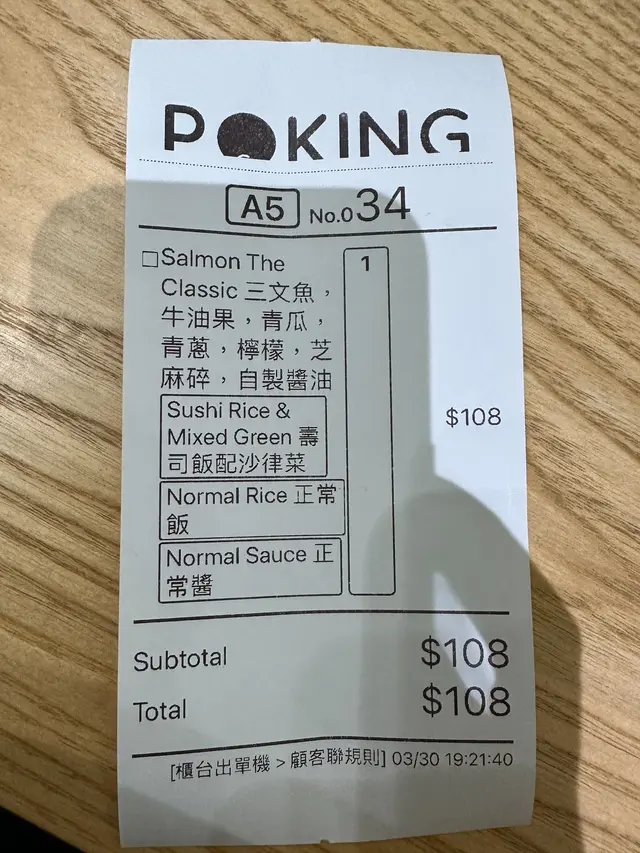 POKING
A5 No.034
□Salmon The 1
Classic 三文魚，
牛油果，青瓜，
青蔥，檸檬，芝
麻碎，自製醬油
Sushi Rice &
Mixed Green 壽 $108
司飯配沙律菜
Normal Rice 正常
飯
Normal Sauce 正
常醬
Subtotal $108
Total $108
[櫃台出單機 > 顧客聯規則] 03/30 19:21:40